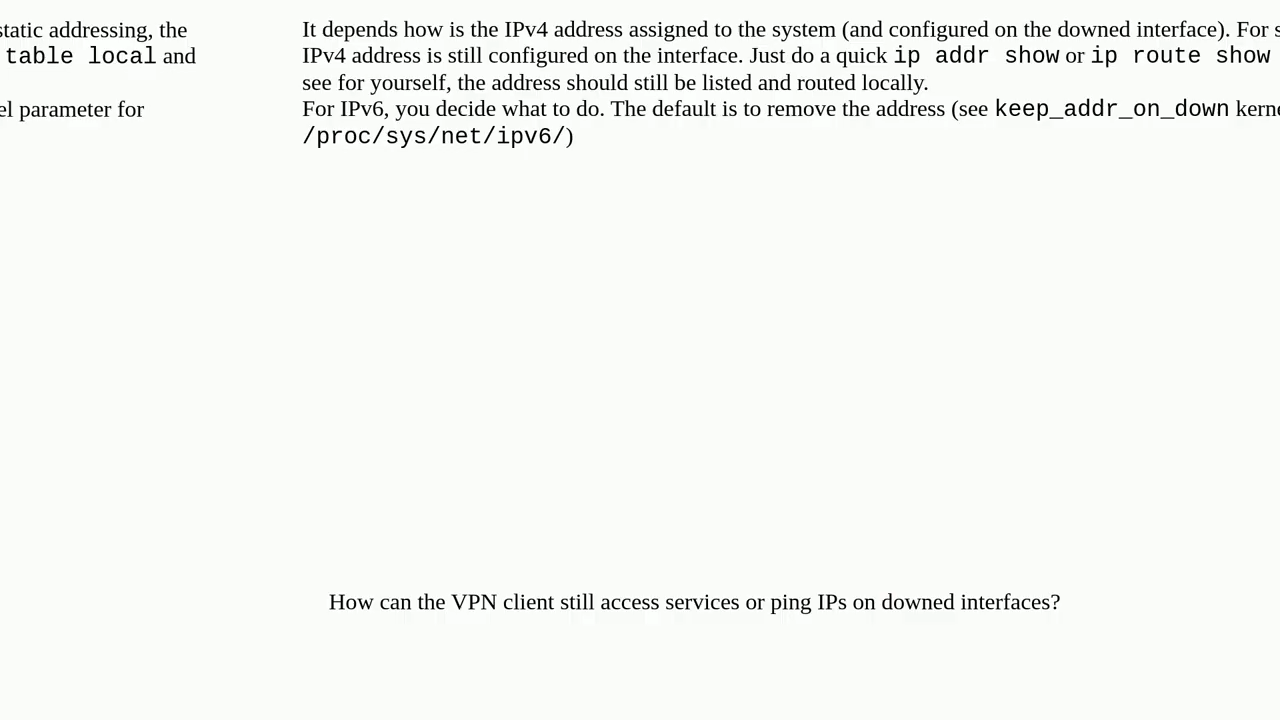 static addressing, the
table local and
el parameter for
It depends how is the IPv4 address assigned to the system (and configured on the downed interface). For s
IPv4 address is still configured on the interface. Just do a quick ip addr show or ip route show
see for yourself, the address should still be listed and routed locally.
For IPv6, you decide what to do. The default is to remove the address (see keep_addr_on_down kerne
/proc/sys/net/ipv6/)
How can the VPN client still access services or ping IPs on downed interfaces?